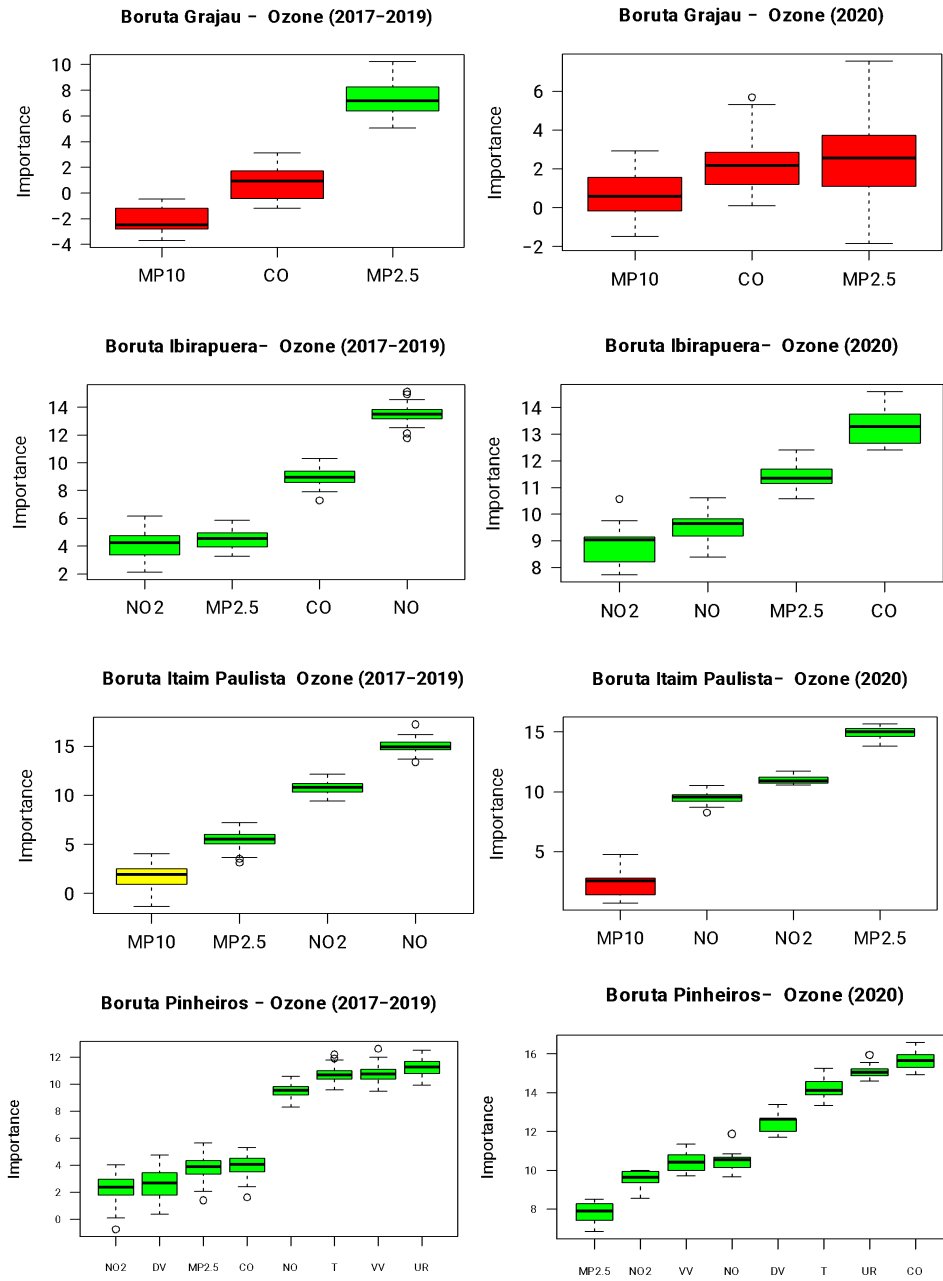 Boruta Grajau - Ozone (2017-2019)
Importance
10
8
6
4
2
0
-2
-4
MP10 CO MP2.5
Boruta Grajau - Ozone (2020)
Importance
6
4
2
0
-2
MP10 CO MP2.5
Boruta Ibirapuera- Ozone (2017-2019)
Importance
14
12
10
8
6
4
2
NO2 MP2.5 CO NO
Boruta Ibirapuera- Ozone (2020)
Importance
14
13
12
11
10
9
8
NO2 NO MP2.5 CO
Boruta Itaim Paulista Ozone (2017-2019)
Importance
15
10
5
0
MP10 MP2.5 NO2 NO
Boruta Itaim Paulista- Ozone (2020)
Importance
15
10
5
MP10 NO NO2 MP2.5
Boruta Pinheiros - Ozone (2017-2019)
Importance
12
10
8
6
4
2
0
NO2 DV MP2.5 CO NO T VV UR
Boruta Pinheiros- Ozone (2020)
Importance
16
14
12
10
8
MP2.5 NO2 VV NO DV T UR CO